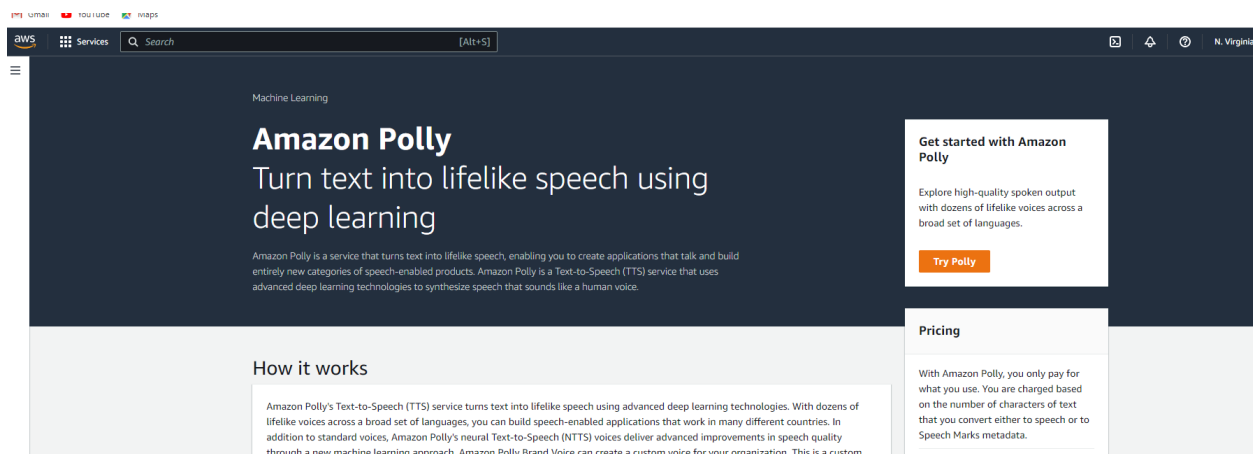 Gmail
YouTube
Maps
aws
Services
Search
[Alt+S]
N. Virginia
Machine Learning
Amazon Polly
Turn text into lifelike speech using
deep learning
Amazon Polly is a service that turns text into lifelike speech, enabling you to create applications that talk and build
entirely new categories of speech-enabled products. Amazon Polly is a Text-to-Speech (TTS) service that uses
advanced deep learning technologies to synthesize speech that sounds like a human voice.
Get started with Amazon
Polly
Explore high-quality spoken output
with dozens of lifelike voices across a
broad set of languages.
Try Polly
How it works
Amazon Polly's Text-to-Speech (TTS) service turns text into lifelike speech using advanced deep learning technologies. With dozens of
lifelike voices across a broad set of languages, you can build speech-enabled applications that work in many different countries. In
addition to standard voices, Amazon Polly's neural Text-to-Speech (NTTS) voices deliver advanced improvements in speech quality
through a new machine learning approach. Amazon Polly Brand Voice can create a custom voice for your organization. This is a custom
Pricing
With Amazon Polly, you only pay for
what you use. You are charged based
on the number of characters of text
that you convert either to speech or to
Speech Marks metadata.